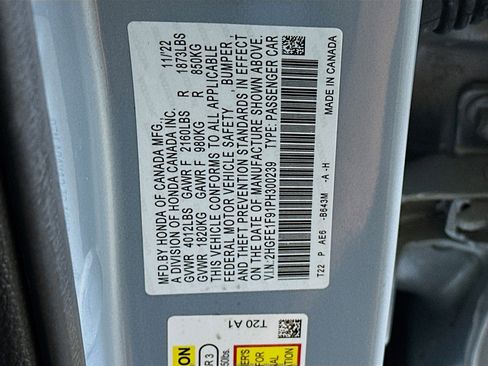 MFD. BY HONDA OF CANADA MFG. 11/22
A DIVISION OF HONDA CANADA INC.
GVWR 4012LBS GAWR F 2160LBS R 1873LBS
GVWR 1820KG GAWR F 980KG R 850KG
THIS VEHICLE CONFORMS TO ALL APPLICABLE
FEDERAL MOTOR VEHICLE SAFETY, BUMPER,
AND THEFT PREVENTION STANDARDS IN EFFECT
ON THE DATE OF MANUFACTURE SHOWN ABOVE.
V.I.N: 2HGFE1F91PH300239 TYPE: PASSENGER CAR
T22 P AE6 -B643M -A -H
MADE IN CANADA
T20 A1